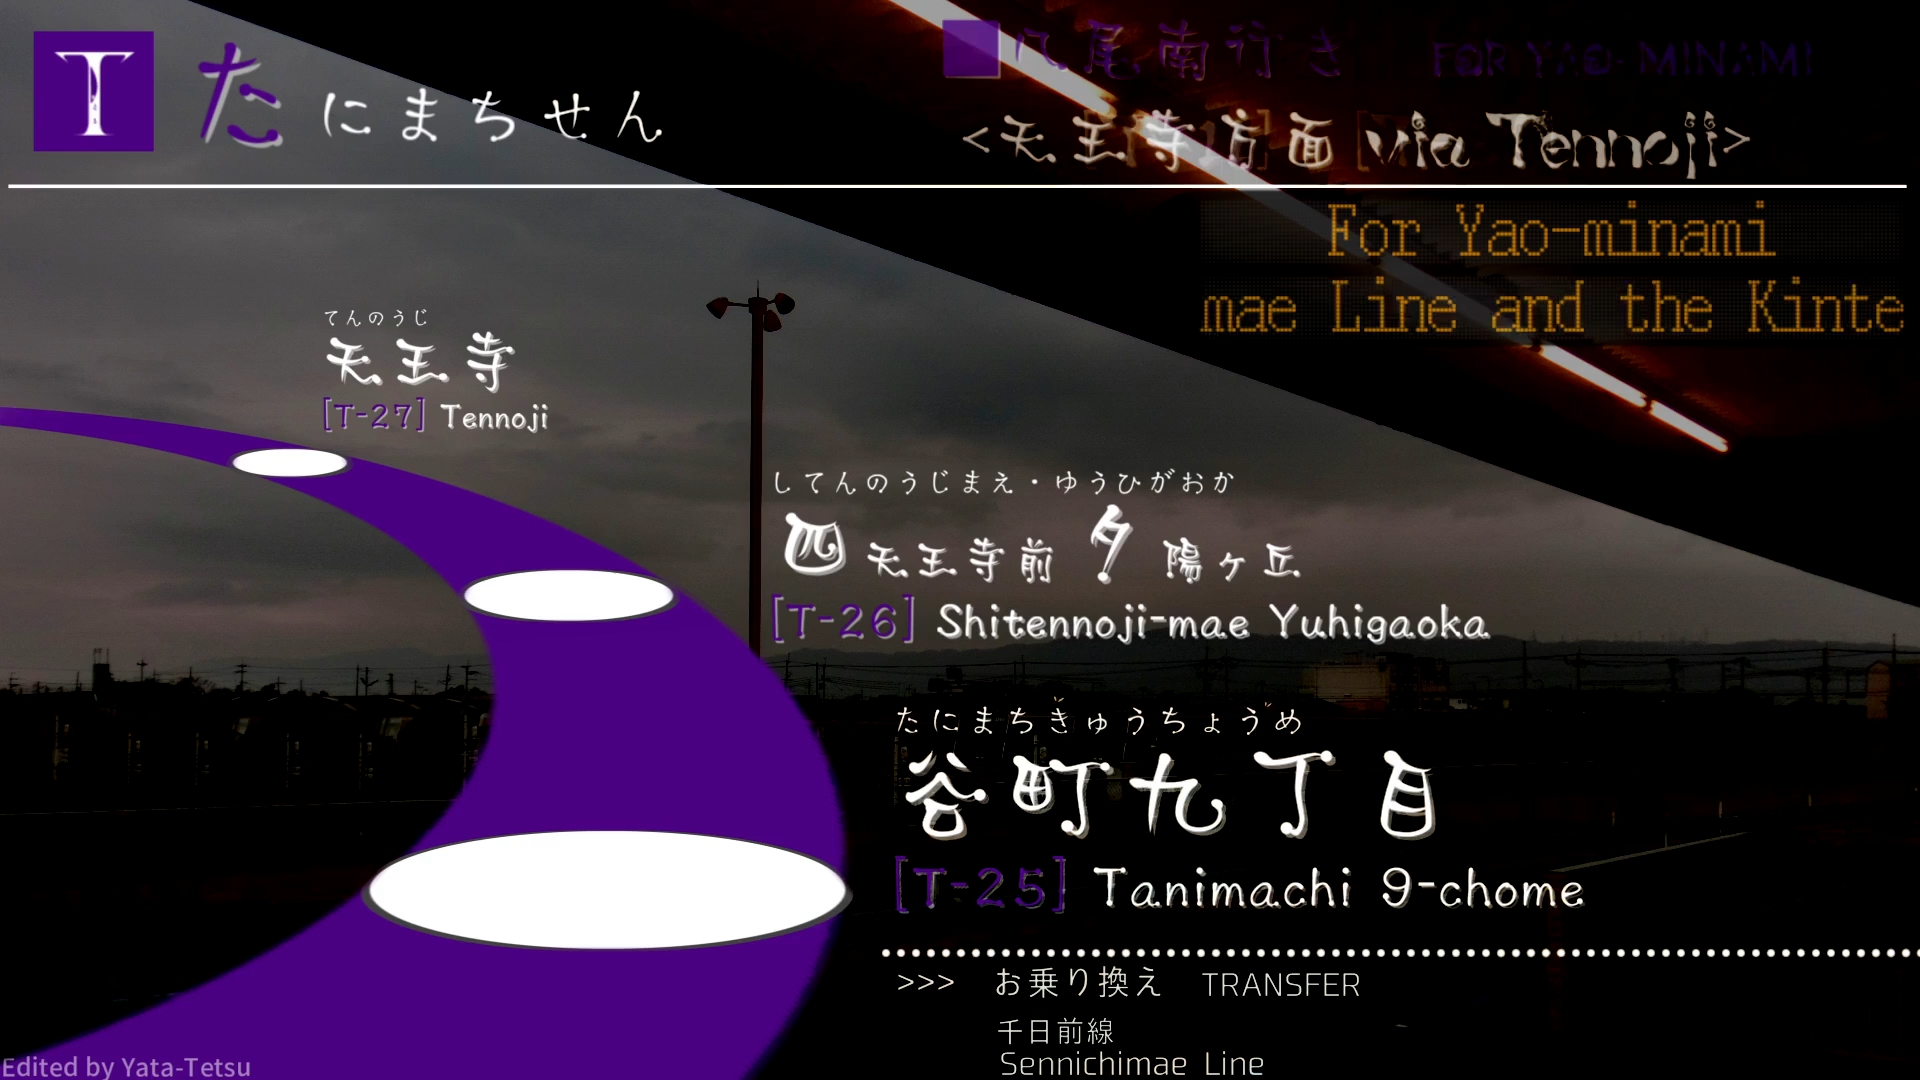 T たにまちせん
八尾南行き FOR YAO-MINAMI
<天王寺方面 via Tennoji>
For Yao-minami
mae Line and the Kinte
てんのうじ
天王寺
[T-27] Tennoji
してんのうじまえ・ゆうひがおか
四天王寺前夕陽ヶ丘
[T-26] Shitennoji-mae Yuhigaoka
たにまちきゅうちょうめ
谷町九丁目
[T-25] Tanimachi 9-chome
>>> お乗り換え TRANSFER
千日前線
Sennichimae Line
Edited by Yata-Tetsu